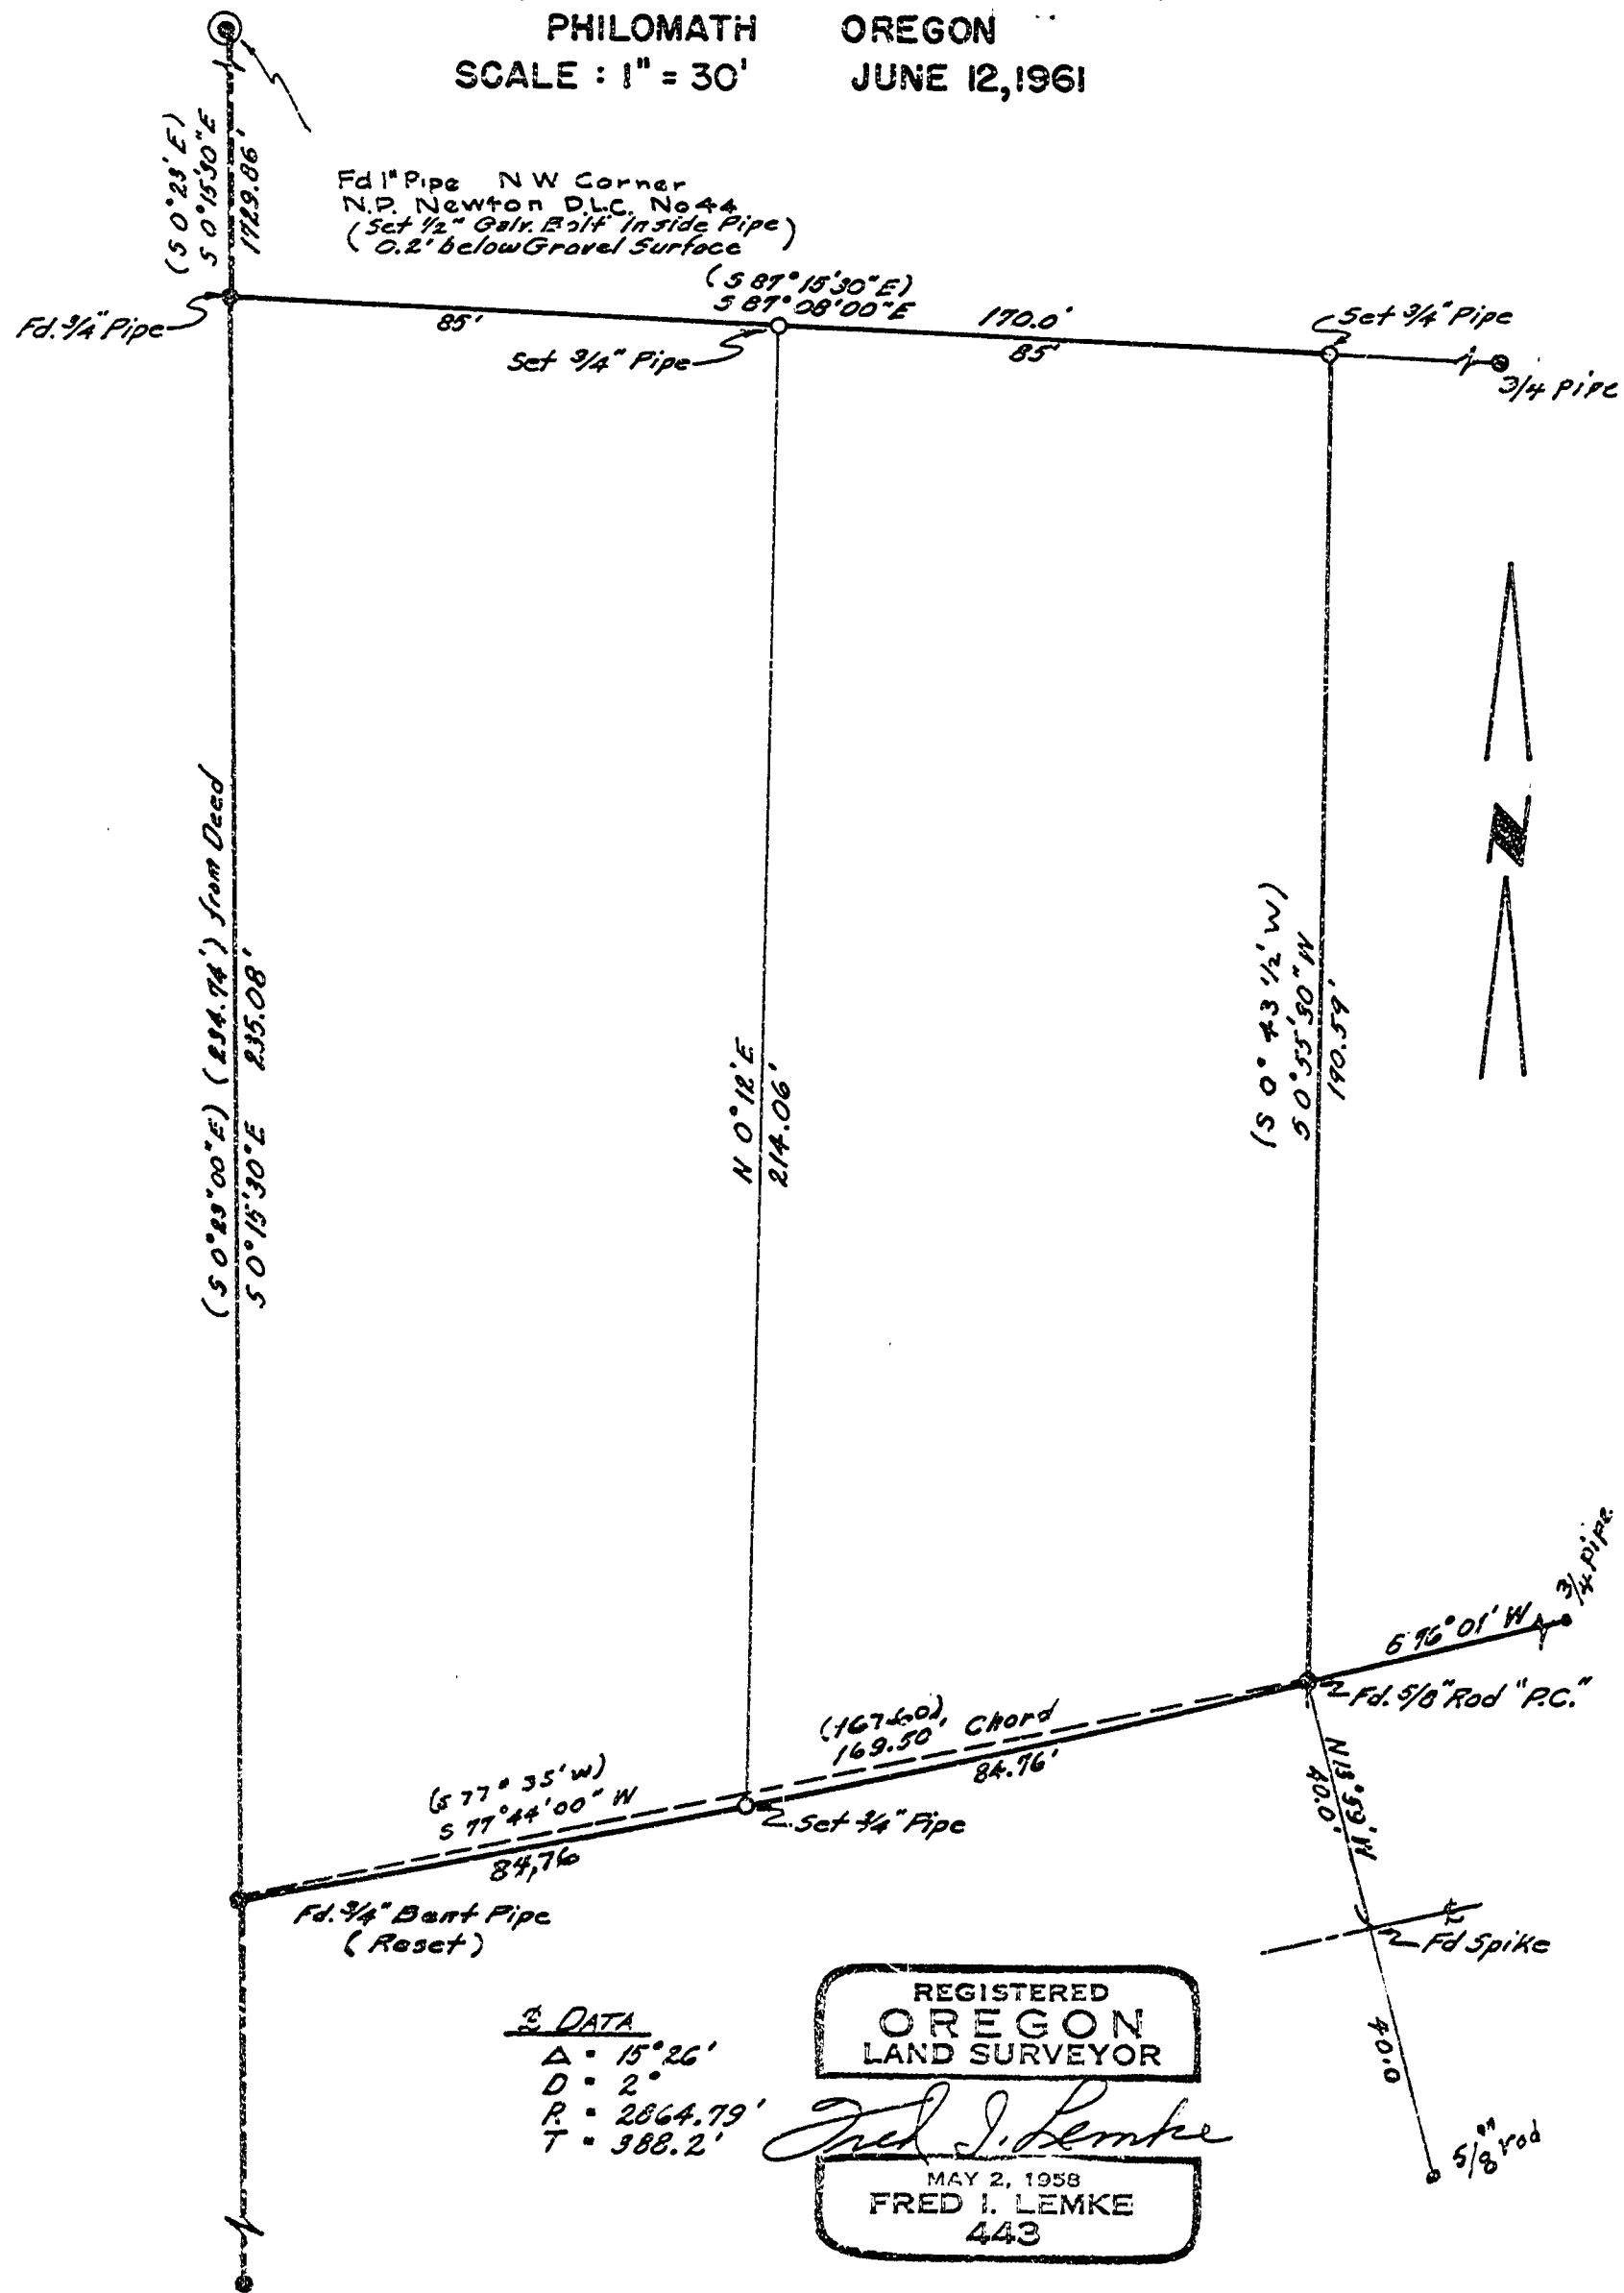 PHILOMATH OREGON
SCALE : 1" = 30' JUNE 12, 1961
(S 0°23' E)
S 0°15'30" E
1729.86'
Fd 1" Pipe N W Corner
N.P. Newton D.L.C. No 44
(Set 1/2" Galv. Bolt Inside Pipe)
0.2' below Gravel Surface
Fd. 3/4" Pipe
85'
(S 87°15'30" E)
S 87°08'00" E
170.0'
85'
Set 3/4" Pipe
Set 3/4" Pipe
3/4 pipe
N
(S 0°23'00" E) (234.74') from Deed
S 0°15'30" E 235.08'
N 0°12' E
214.06'
(S 0° 43 1/2' W)
S 0°55'30" W
190.59'
S 76°01' W
3/4 pipe
Fd. 5/8" Rod "P.C."
(167.60)
169.50' Chord
84.76'
(S 77° 35' W)
S 77°44'00" W
84,76
Set 3/4" Pipe
Fd. 3/4" Bent Pipe
(Reset)
N 13°59' W
40.0'
℄
Fd Spike
40.0
5/8" rod
℄ DATA
Δ = 15°26'
D = 2°
R = 2864.79'
T = 388.2'
REGISTERED
OREGON
LAND SURVEYOR
Fred I. Lemke
MAY 2, 1958
FRED I. LEMKE
443